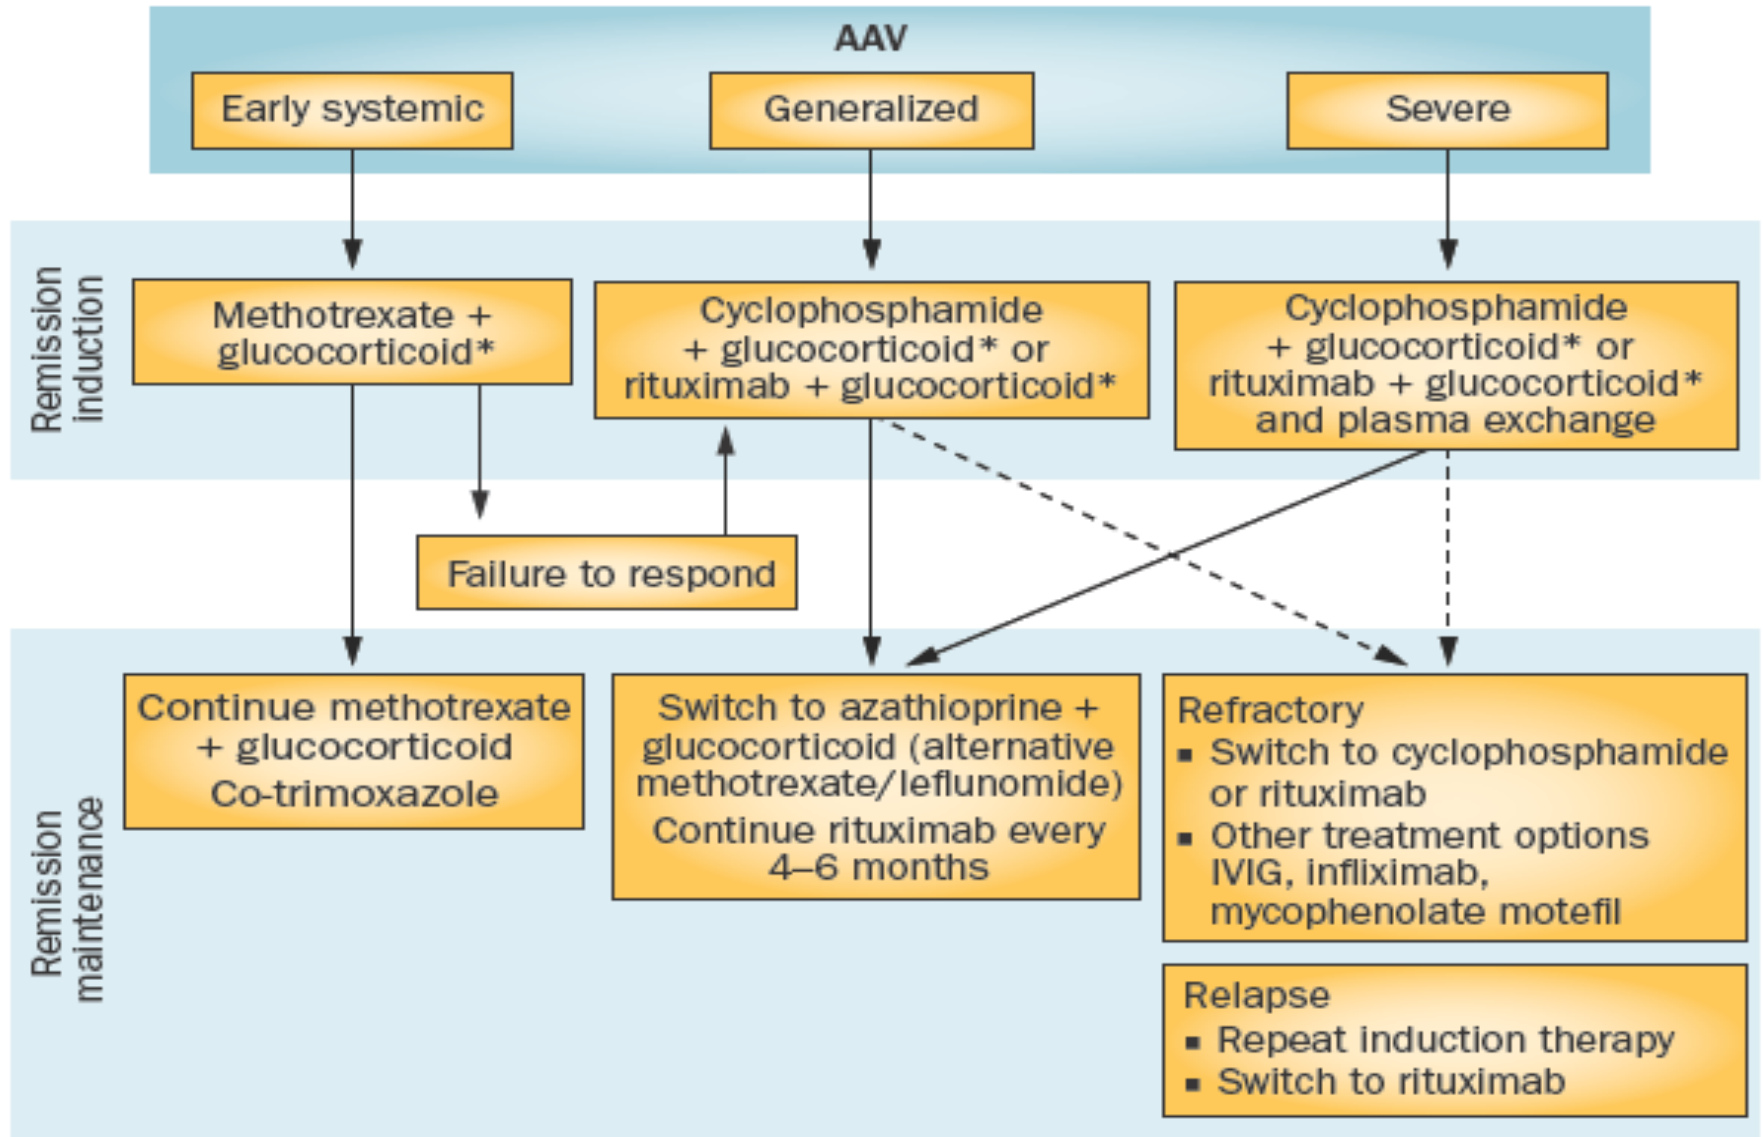 AAV
Early systemic
Generalized
Severe
Remission
induction
Methotrexate +
glucocorticoid*
Cyclophosphamide
+ glucocorticoid* or
rituximab + glucocorticoid*
Cyclophosphamide
+ glucocorticoid* or
rituximab + glucocorticoid*
and plasma exchange
Failure to respond
Remission
maintenance
Continue methotrexate
+ glucocorticoid
Co-trimoxazole
Switch to azathioprine +
glucocorticoid (alternative
methotrexate/leflunomide)
Continue rituximab every
4–6 months
Refractory
▪ Switch to cyclophosphamide
or rituximab
▪ Other treatment options
IVIG, infliximab,
mycophenolate motefil
Relapse
▪ Repeat induction therapy
▪ Switch to rituximab